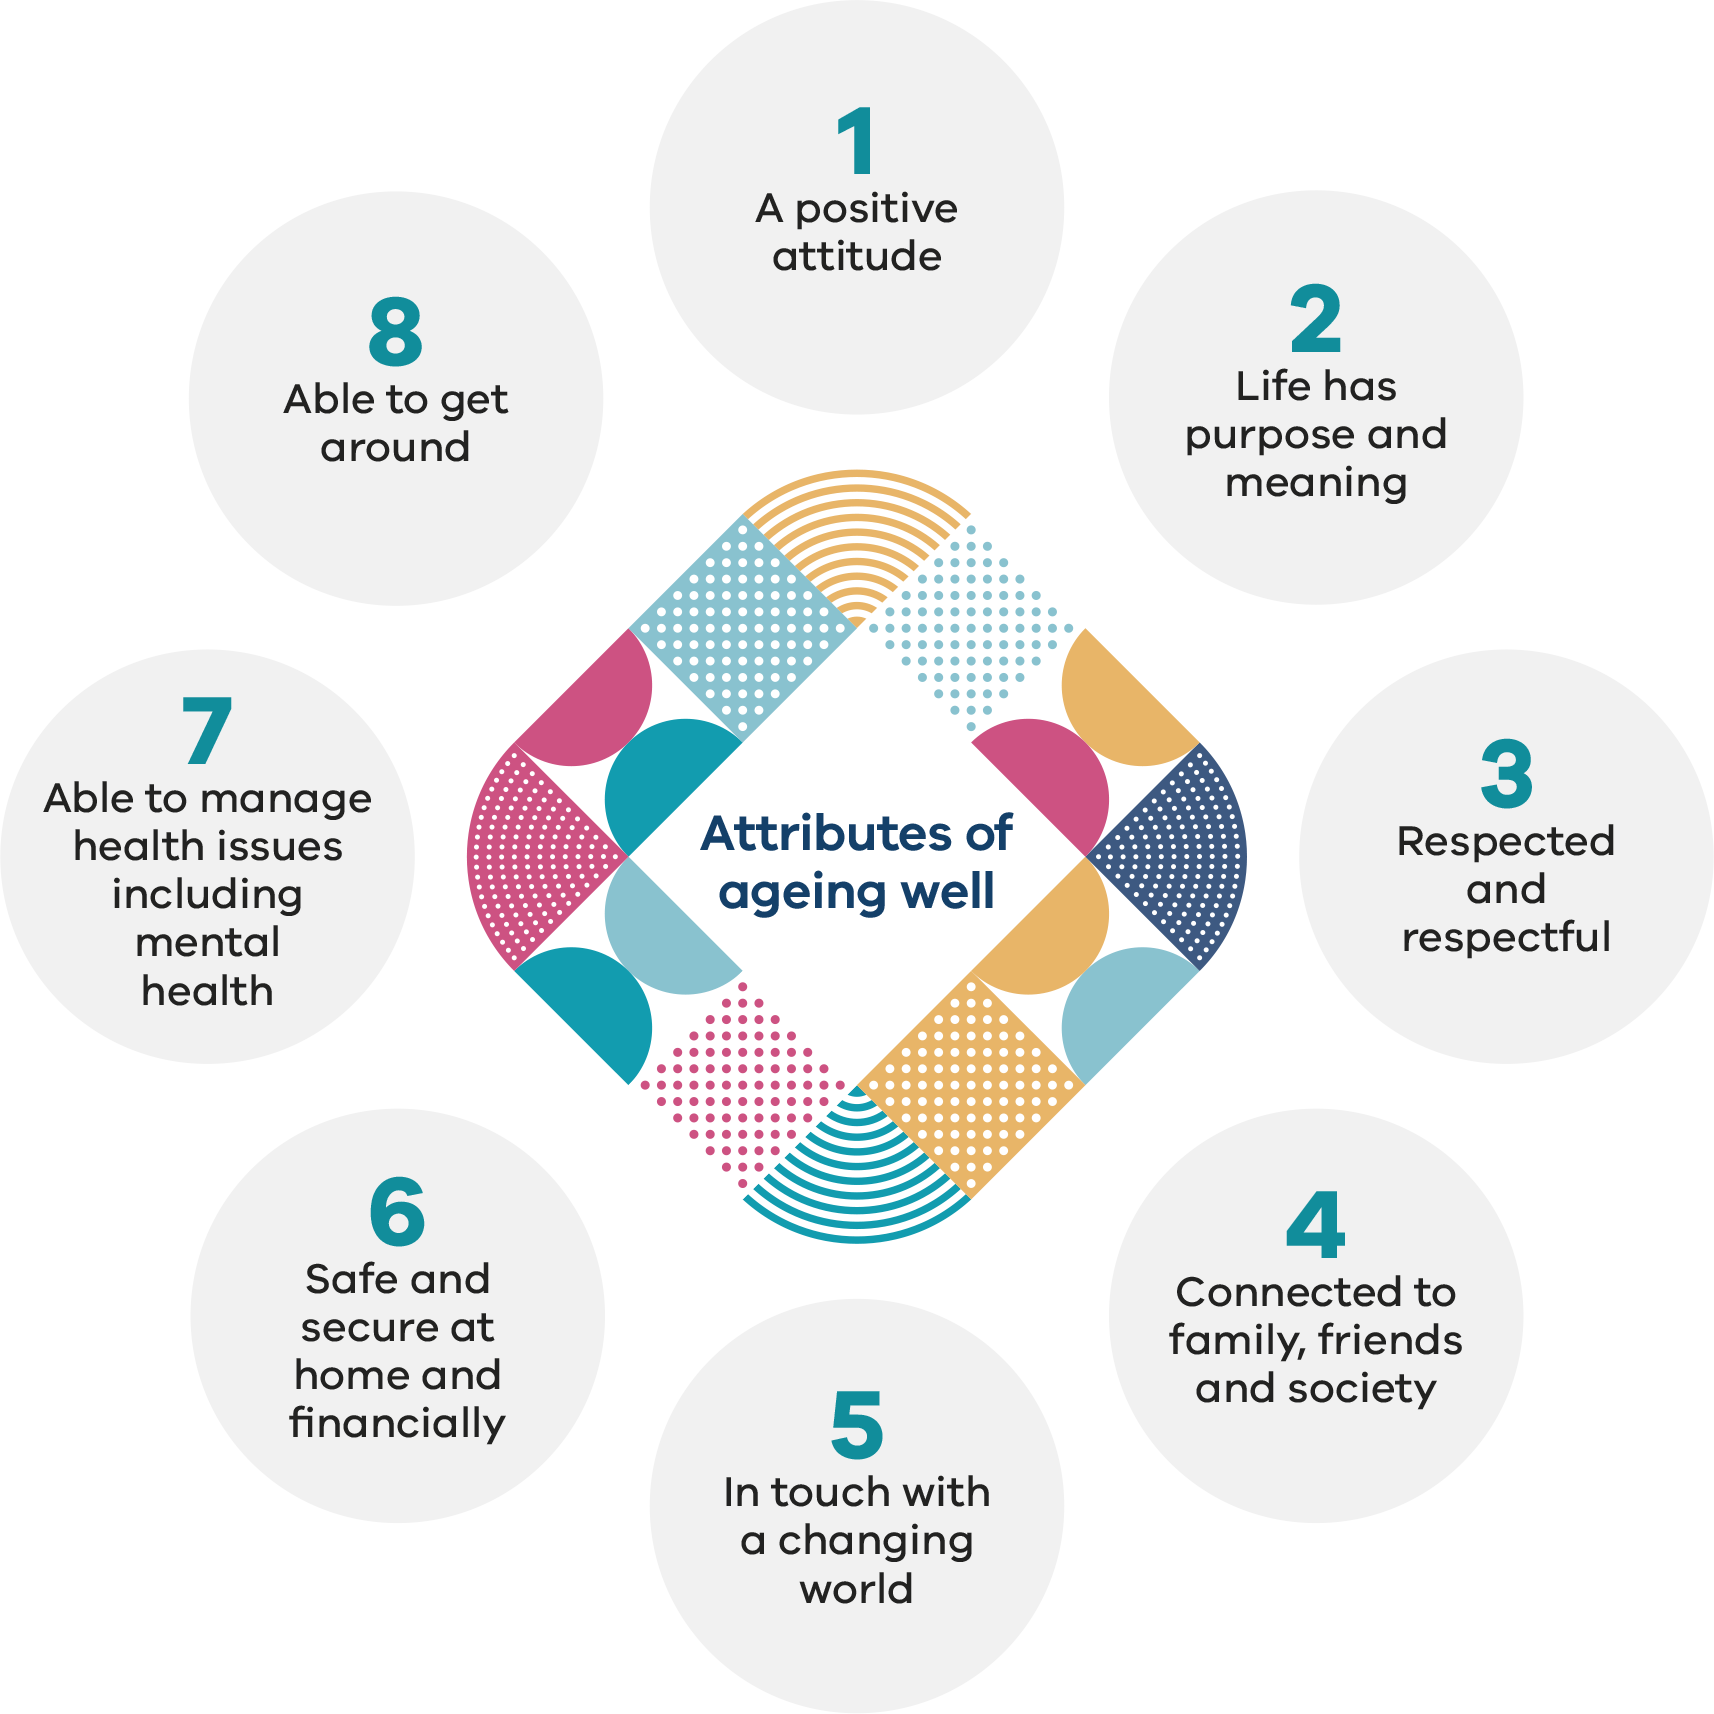 1
A positive
attitude
2
Life has
purpose and
meaning
3
Respected
and
respectful
4
Connected to
family, friends
and society
5
In touch with
a changing
world
6
Safe and
secure at
home and
financially
7
Able to manage
health issues
including
mental
health
8
Able to get
around
Attributes of
ageing well